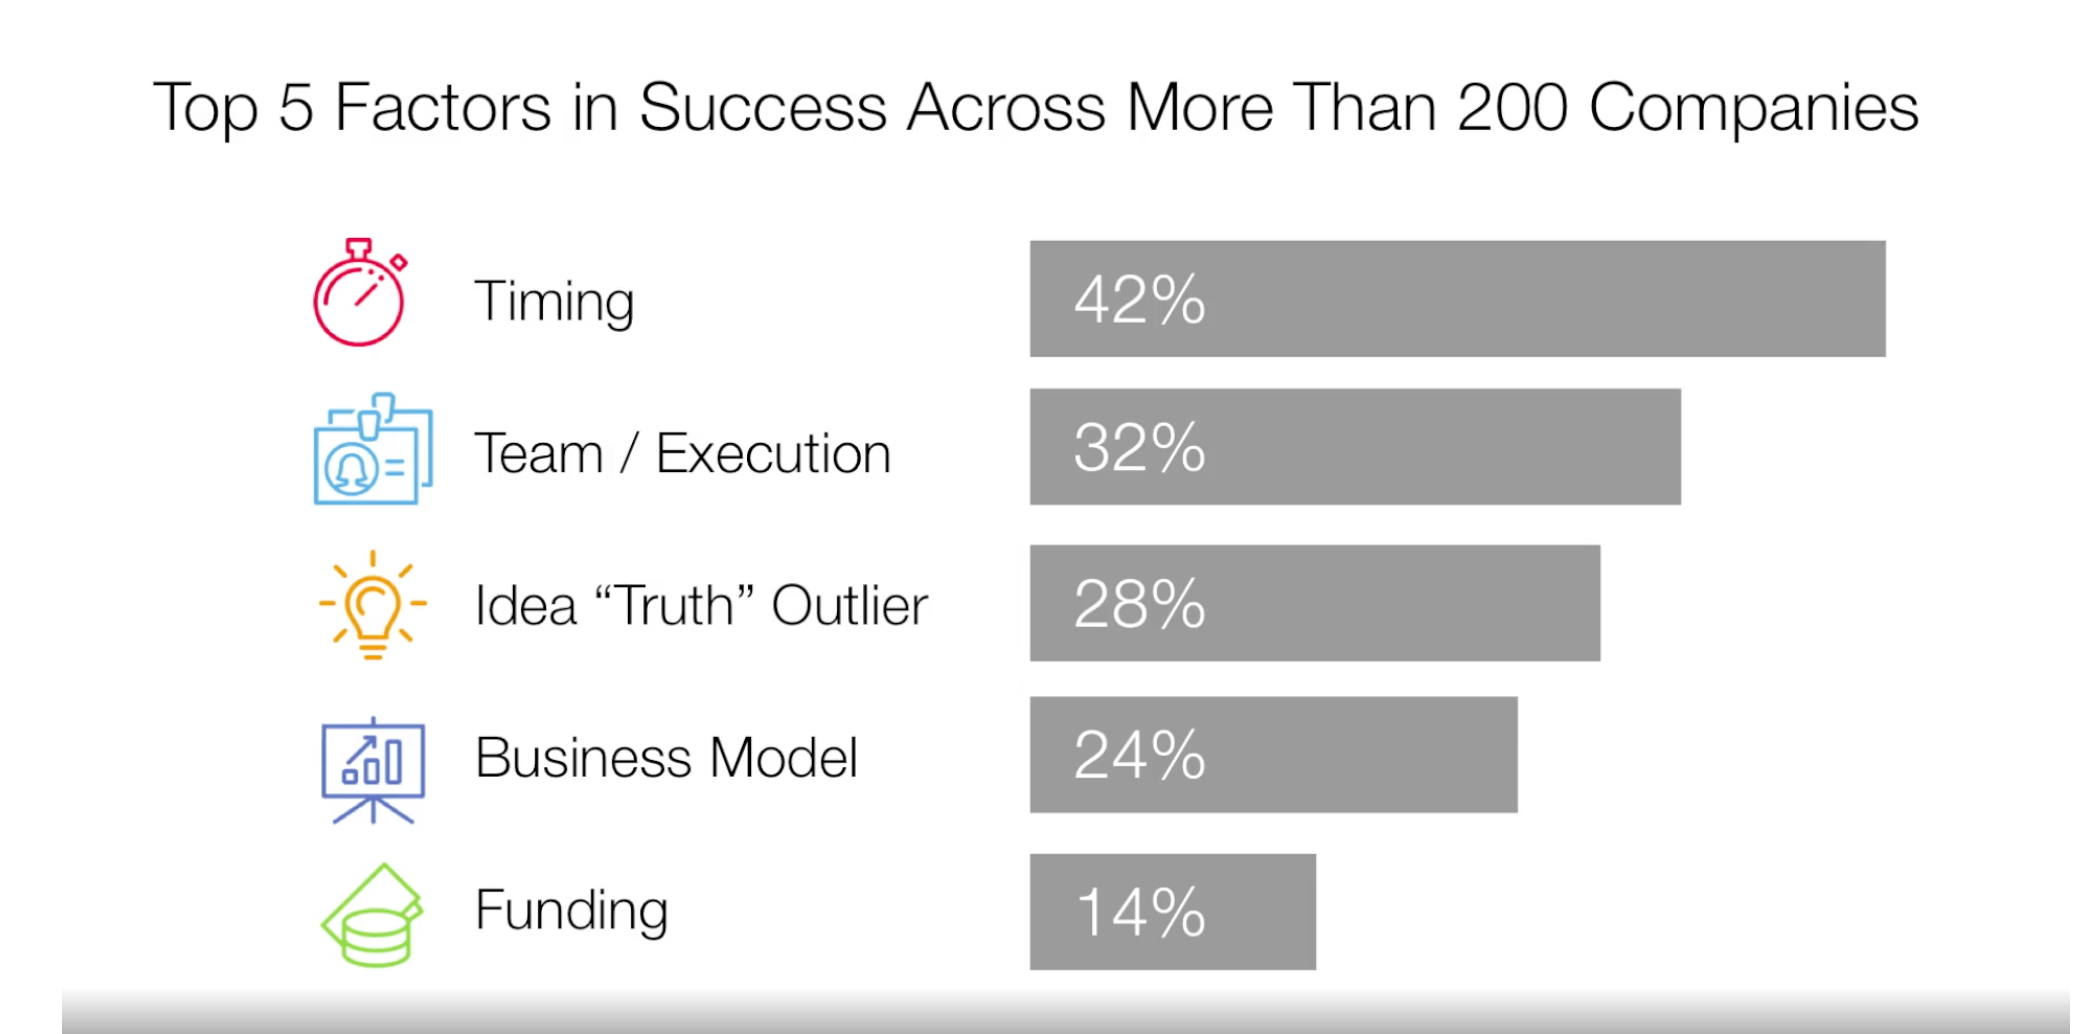 Top 5 Factors in Success Across More Than 200 Companies
Timing 42%
Team / Execution 32%
Idea “Truth” Outlier 28%
Business Model 24%
Funding 14%